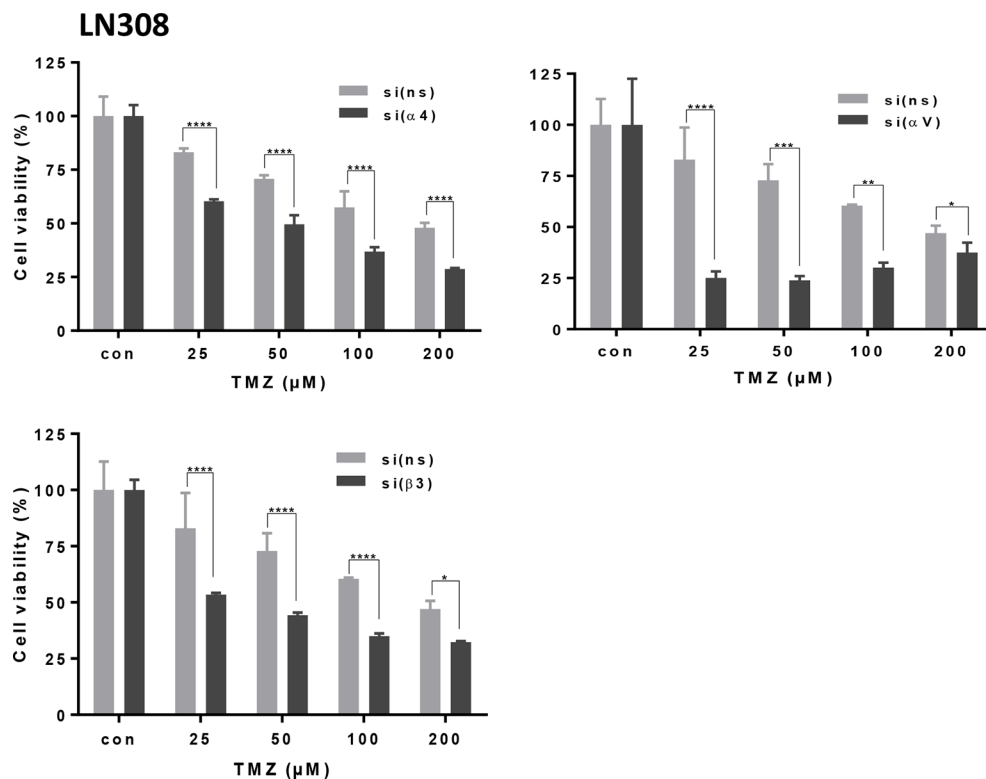 LN308
Cell viability (%)
125
100
75
50
25
0
si(ns)
si(α4)
****
****
****
****
con 25 50 100 200
TMZ (µM)
125
100
75
50
25
0
si(ns)
si(αV)
****
***
**
*
con 25 50 100 200
TMZ (µM)
Cell viability (%)
125
100
75
50
25
0
si(ns)
si(β3)
****
****
****
*
con 25 50 100 200
TMZ (µM)